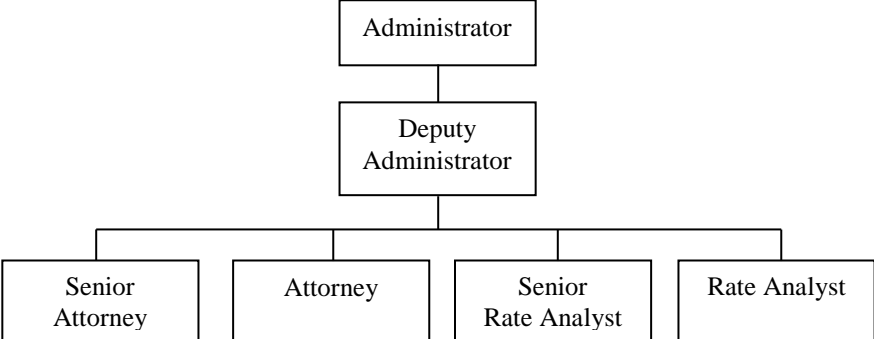 Administrator
Deputy
Administrator
Senior
Attorney
Attorney
Senior
Rate Analyst
Rate Analyst